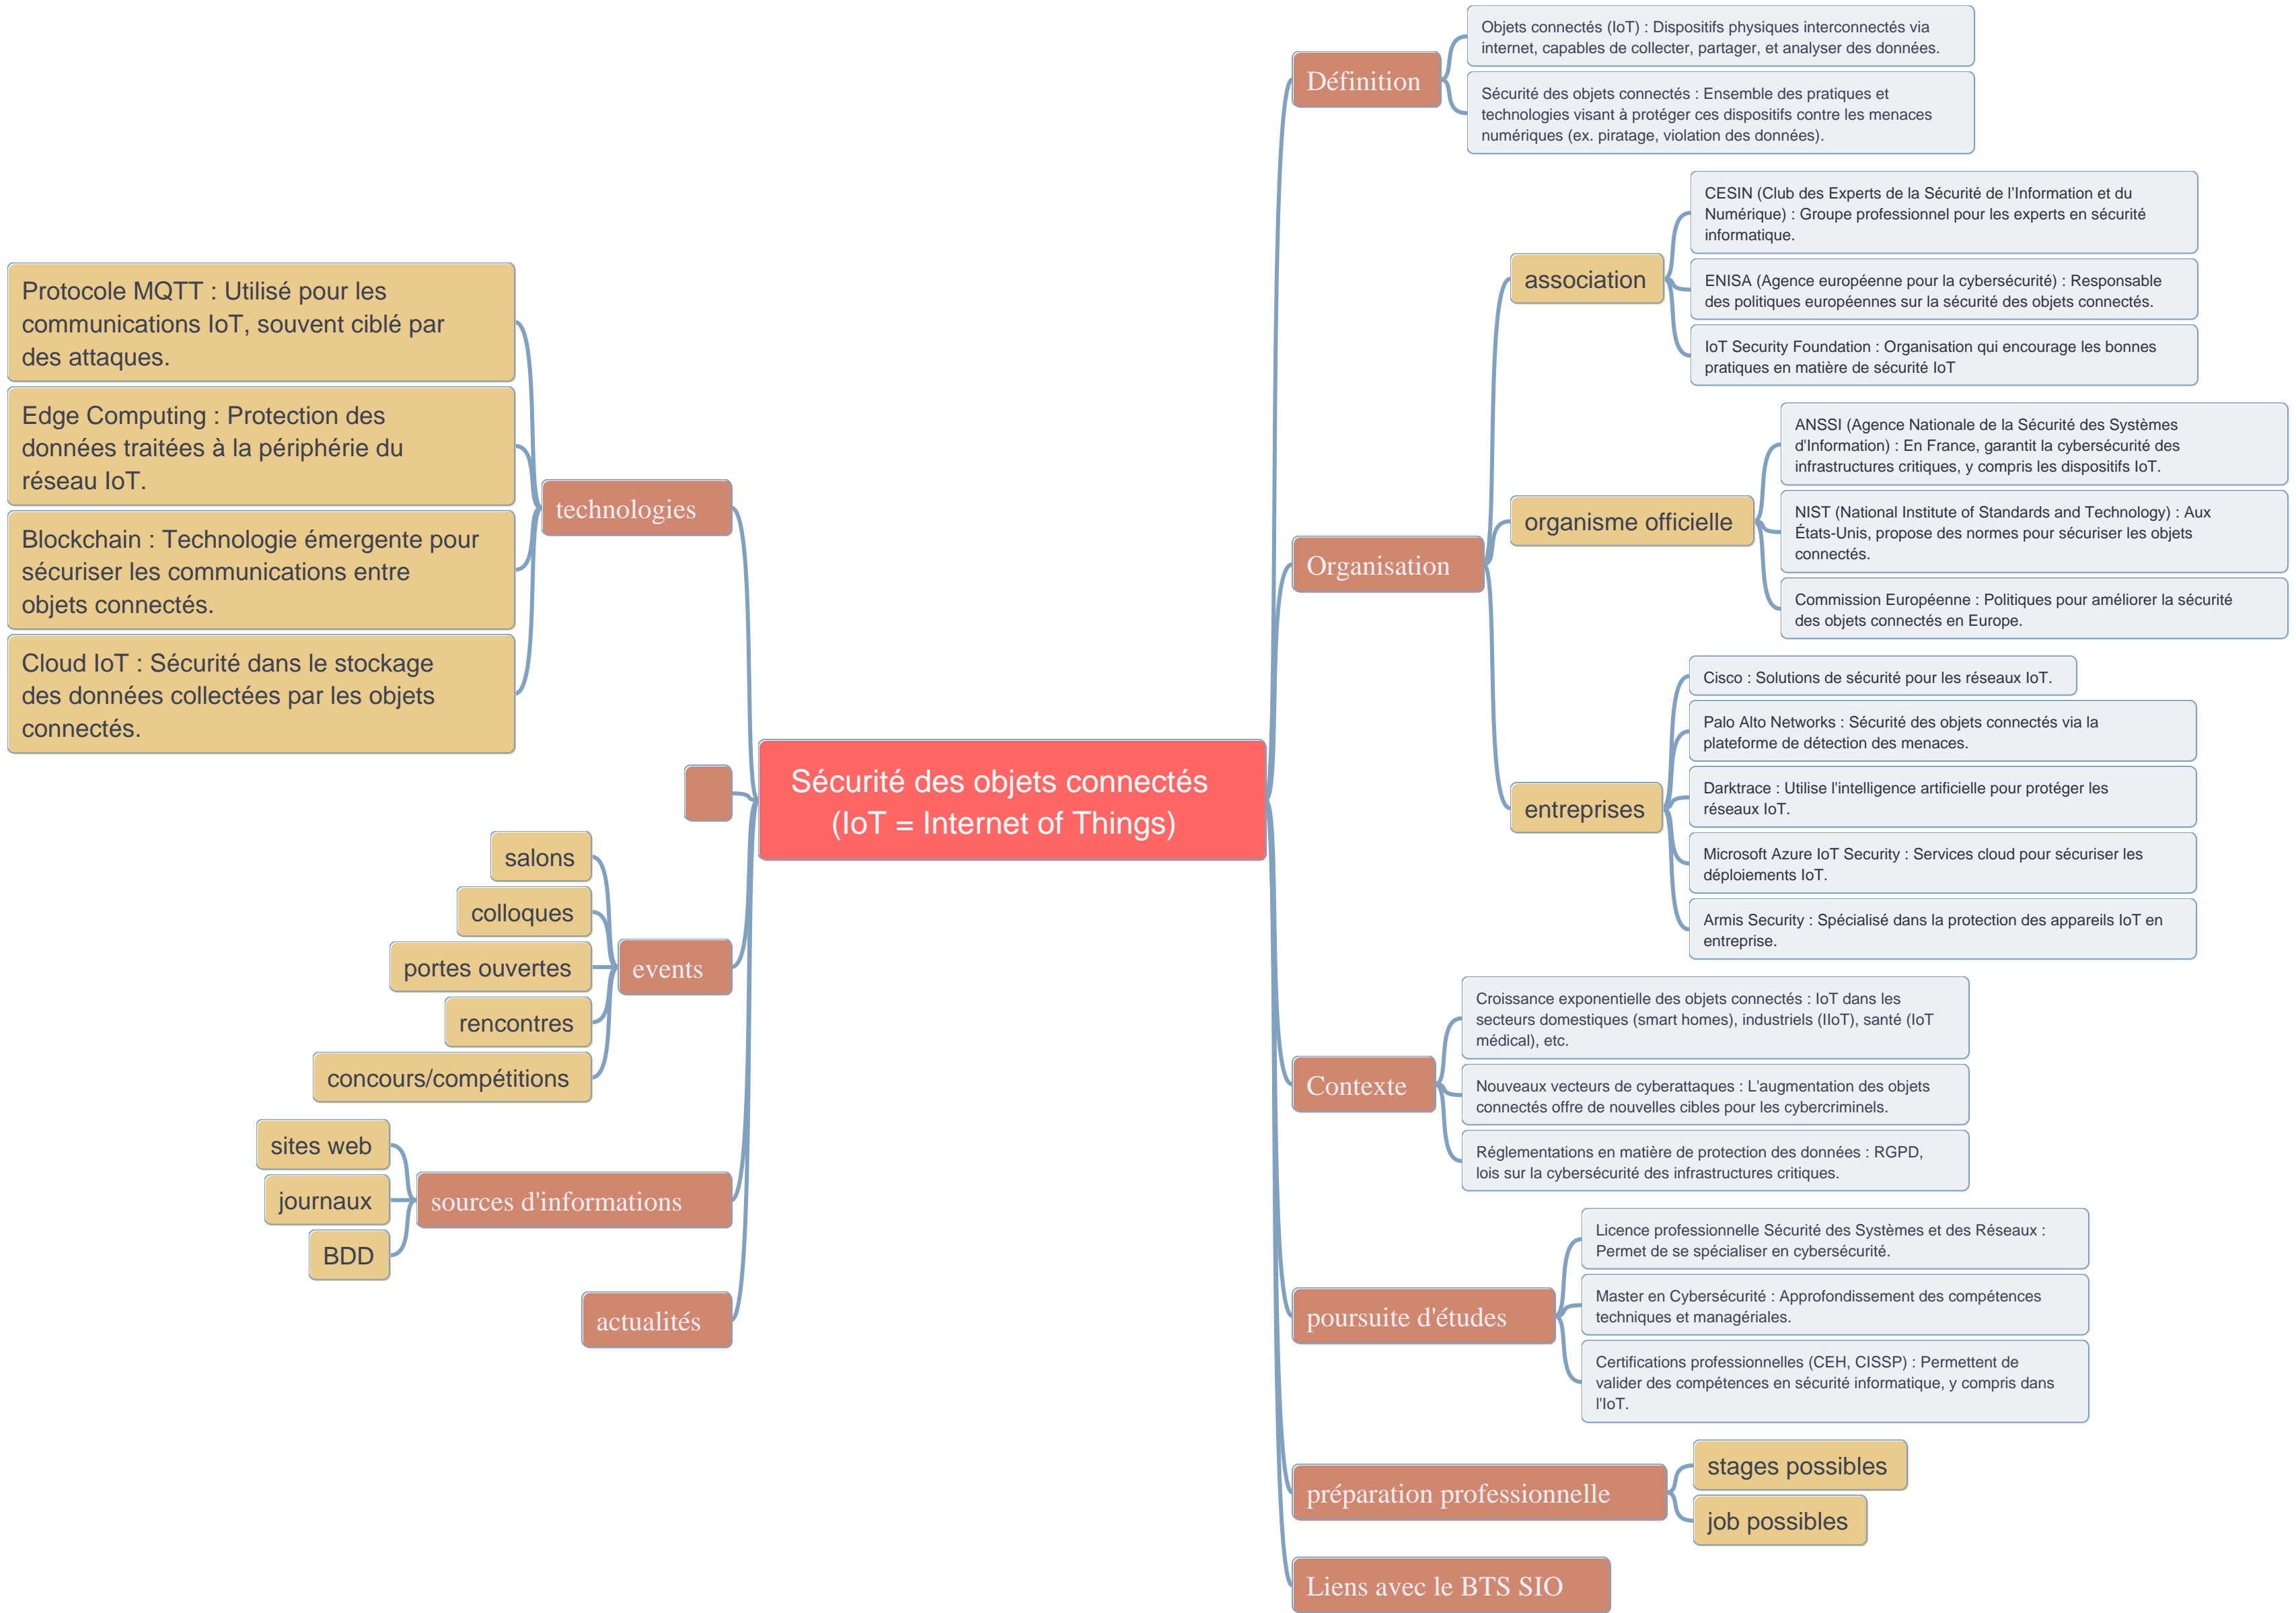 Sécurité des objets connectés
(IoT = Internet of Things)
Définition
Objets connectés (IoT) : Dispositifs physiques interconnectés via
internet, capables de collecter, partager, et analyser des données.
Sécurité des objets connectés : Ensemble des pratiques et
technologies visant à protéger ces dispositifs contre les menaces
numériques (ex. piratage, violation des données).
Organisation
association
CESIN (Club des Experts de la Sécurité de l’Information et du
Numérique) : Groupe professionnel pour les experts en sécurité
informatique.
ENISA (Agence européenne pour la cybersécurité) : Responsable
des politiques européennes sur la sécurité des objets connectés.
IoT Security Foundation : Organisation qui encourage les bonnes
pratiques en matière de sécurité IoT
organisme officielle
ANSSI (Agence Nationale de la Sécurité des Systèmes
d'Information) : En France, garantit la cybersécurité des
infrastructures critiques, y compris les dispositifs IoT.
NIST (National Institute of Standards and Technology) : Aux
États-Unis, propose des normes pour sécuriser les objets
connectés.
Commission Européenne : Politiques pour améliorer la sécurité
des objets connectés en Europe.
entreprises
Cisco : Solutions de sécurité pour les réseaux IoT.
Palo Alto Networks : Sécurité des objets connectés via la
plateforme de détection des menaces.
Darktrace : Utilise l'intelligence artificielle pour protéger les
réseaux IoT.
Microsoft Azure IoT Security : Services cloud pour sécuriser les
déploiements IoT.
Armis Security : Spécialisé dans la protection des appareils IoT en
entreprise.
Contexte
Croissance exponentielle des objets connectés : IoT dans les
secteurs domestiques (smart homes), industriels (IIoT), santé (IoT
médical), etc.
Nouveaux vecteurs de cyberattaques : L'augmentation des objets
connectés offre de nouvelles cibles pour les cybercriminels.
Réglementations en matière de protection des données : RGPD,
lois sur la cybersécurité des infrastructures critiques.
poursuite d'études
Licence professionnelle Sécurité des Systèmes et des Réseaux :
Permet de se spécialiser en cybersécurité.
Master en Cybersécurité : Approfondissement des compétences
techniques et managériales.
Certifications professionnelles (CEH, CISSP) : Permettent de
valider des compétences en sécurité informatique, y compris dans
l'IoT.
préparation professionnelle
stages possibles
job possibles
Liens avec le BTS SIO
technologies
Protocole MQTT : Utilisé pour les
communications IoT, souvent ciblé par
des attaques.
Edge Computing : Protection des
données traitées à la périphérie du
réseau IoT.
Blockchain : Technologie émergente pour
sécuriser les communications entre
objets connectés.
Cloud IoT : Sécurité dans le stockage
des données collectées par les objets
connectés.
events
salons
colloques
portes ouvertes
rencontres
concours/compétitions
sources d'informations
sites web
journaux
BDD
actualités